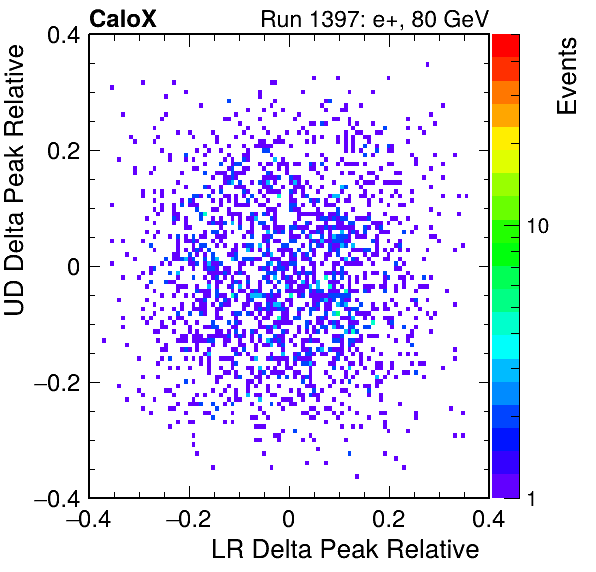 CaloX Run 1397: e+, 80 GeV
0.4
0.2
0
−0.2
−0.4
−0.4 −0.2 0 0.2 0.4
UD Delta Peak Relative
LR Delta Peak Relative
Events
10
1